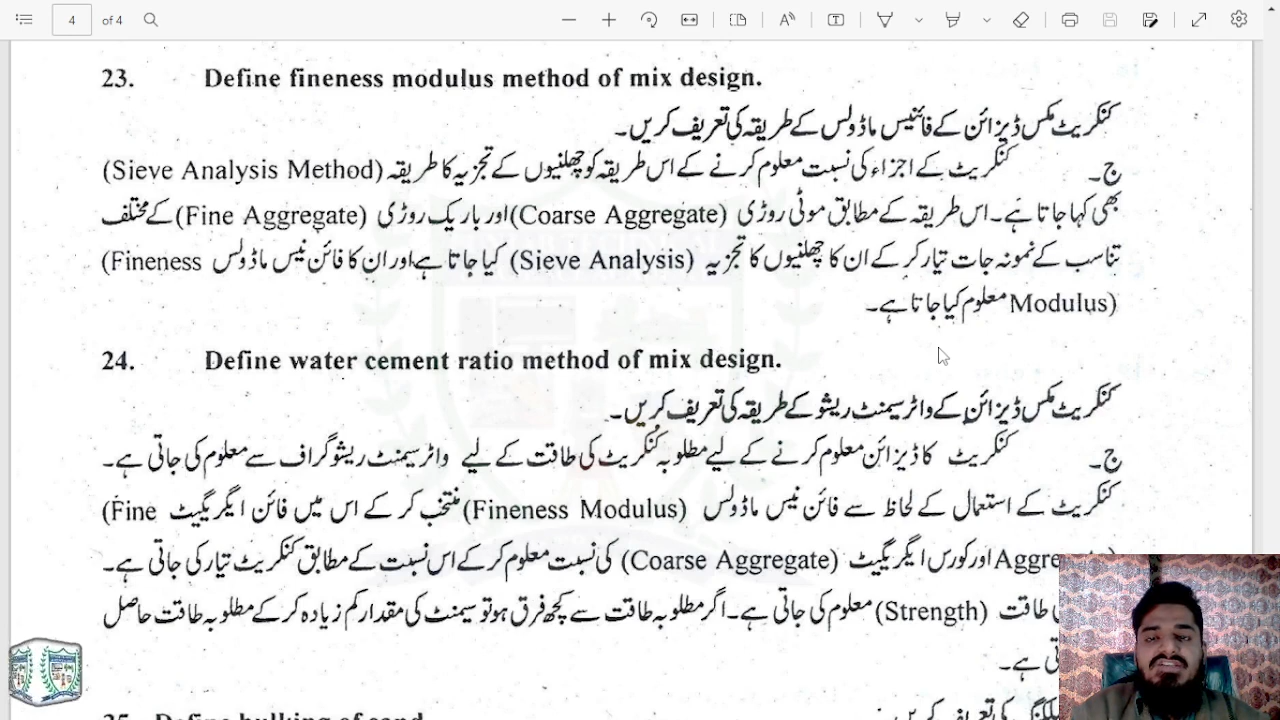 4 of 4
23. Define fineness modulus method of mix design.
کنکریٹ مکس ڈیزائن کے فائنیس ماڈولس کے طریقہ کی تعریف کریں۔
ج۔ کنکریٹ کے اجزاء کی نسبت معلوم کرنے کے اس طریقہ کو چھلنیوں کے تجزیہ کا طریقہ (Sieve Analysis Method)
بھی کہا جاتا ہے۔ اس طریقہ کے مطابق موٹی روڑی (Coarse Aggregate) اور باریک روڑی (Fine Aggregate) کے مختلف
تناسب کے نمونہ جات تیار کر کے ان کا چھلنیوں کا تجزیہ (Sieve Analysis) کیا جاتا ہے اور ان کا فائن نیس ماڈولس (Fineness
Modulus) معلوم کیا جاتا ہے۔
24. Define water cement ratio method of mix design.
کنکریٹ مکس ڈیزائن کے واٹر سیمنٹ ریشو کے طریقہ کی تعریف کریں۔
ج۔ کنکریٹ کا ڈیزائن معلوم کرنے کے لیے مطلوبہ کنکریٹ کی طاقت کے لیے واٹر سیمنٹ ریشو گراف سے معلوم کی جاتی ہے۔
کنکریٹ کے استعمال کے لحاظ سے فائن نیس ماڈولس (Fineness Modulus) منتخب کر کے اس میں فائن ایگریگیٹ (Fine
Aggre اور کورس ایگریگیٹ (Coarse Aggregate) کی نسبت معلوم کر کے اس نسبت کے مطابق کنکریٹ تیار کی جاتی ہے۔
طاقت (Strength) معلوم کی جاتی ہے۔ اگر مطلوبہ طاقت سے کچھ فرق ہو تو سیمنٹ کی مقدار کم زیادہ کر کے مطلوبہ طاقت حاصل
ہے۔
25. Define bulking of sand
کی تعریف کریں